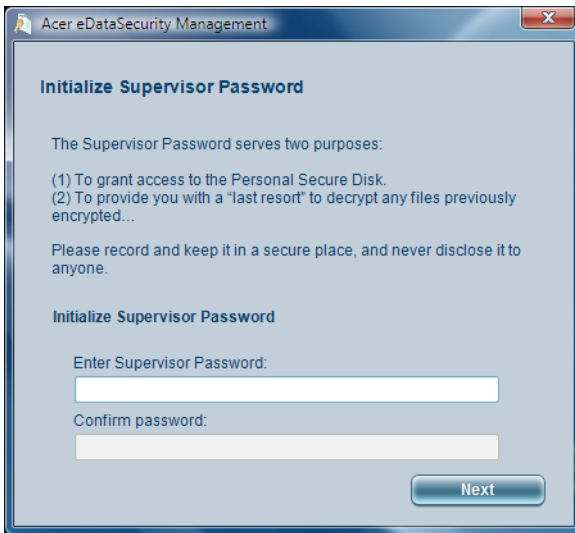 Acer eDataSecurity Management
Initialize Supervisor Password
The Supervisor Password serves two purposes:
(1) To grant access to the Personal Secure Disk.
(2) To provide you with a “last resort” to decrypt any files previously
encrypted...
Please record and keep it in a secure place, and never disclose it to
anyone.
Initialize Supervisor Password
Enter Supervisor Password:
Confirm password:
Next